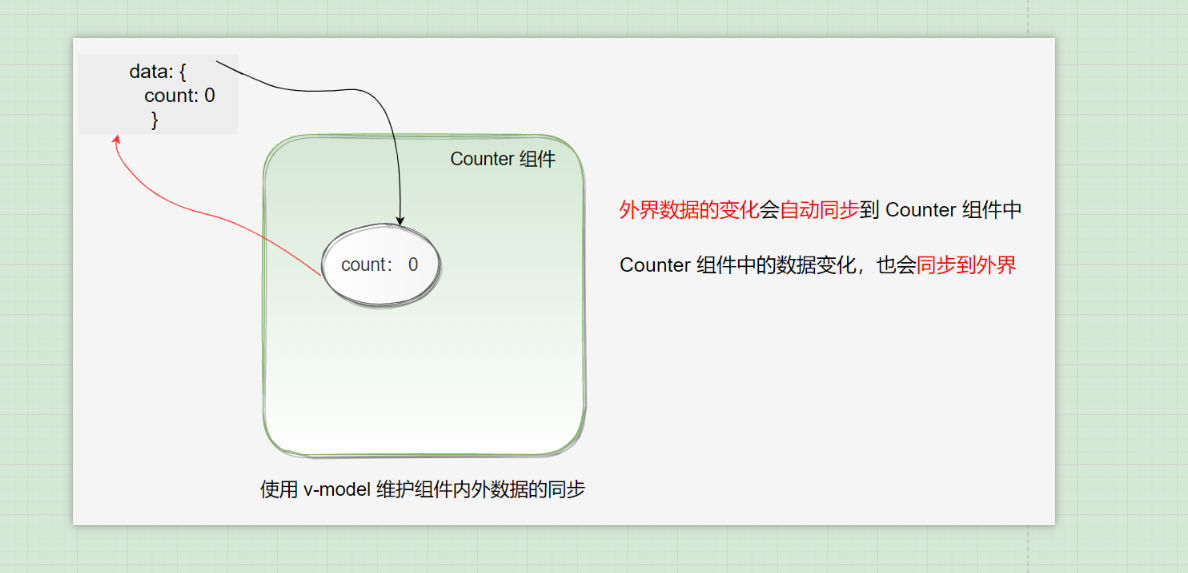 data: {
count: 0
}
Counter 组件
外界数据的变化会自动同步到 Counter 组件中
count： 0
Counter 组件中的数据变化，也会同步到外界
使用 v-model 维护组件内外数据的同步